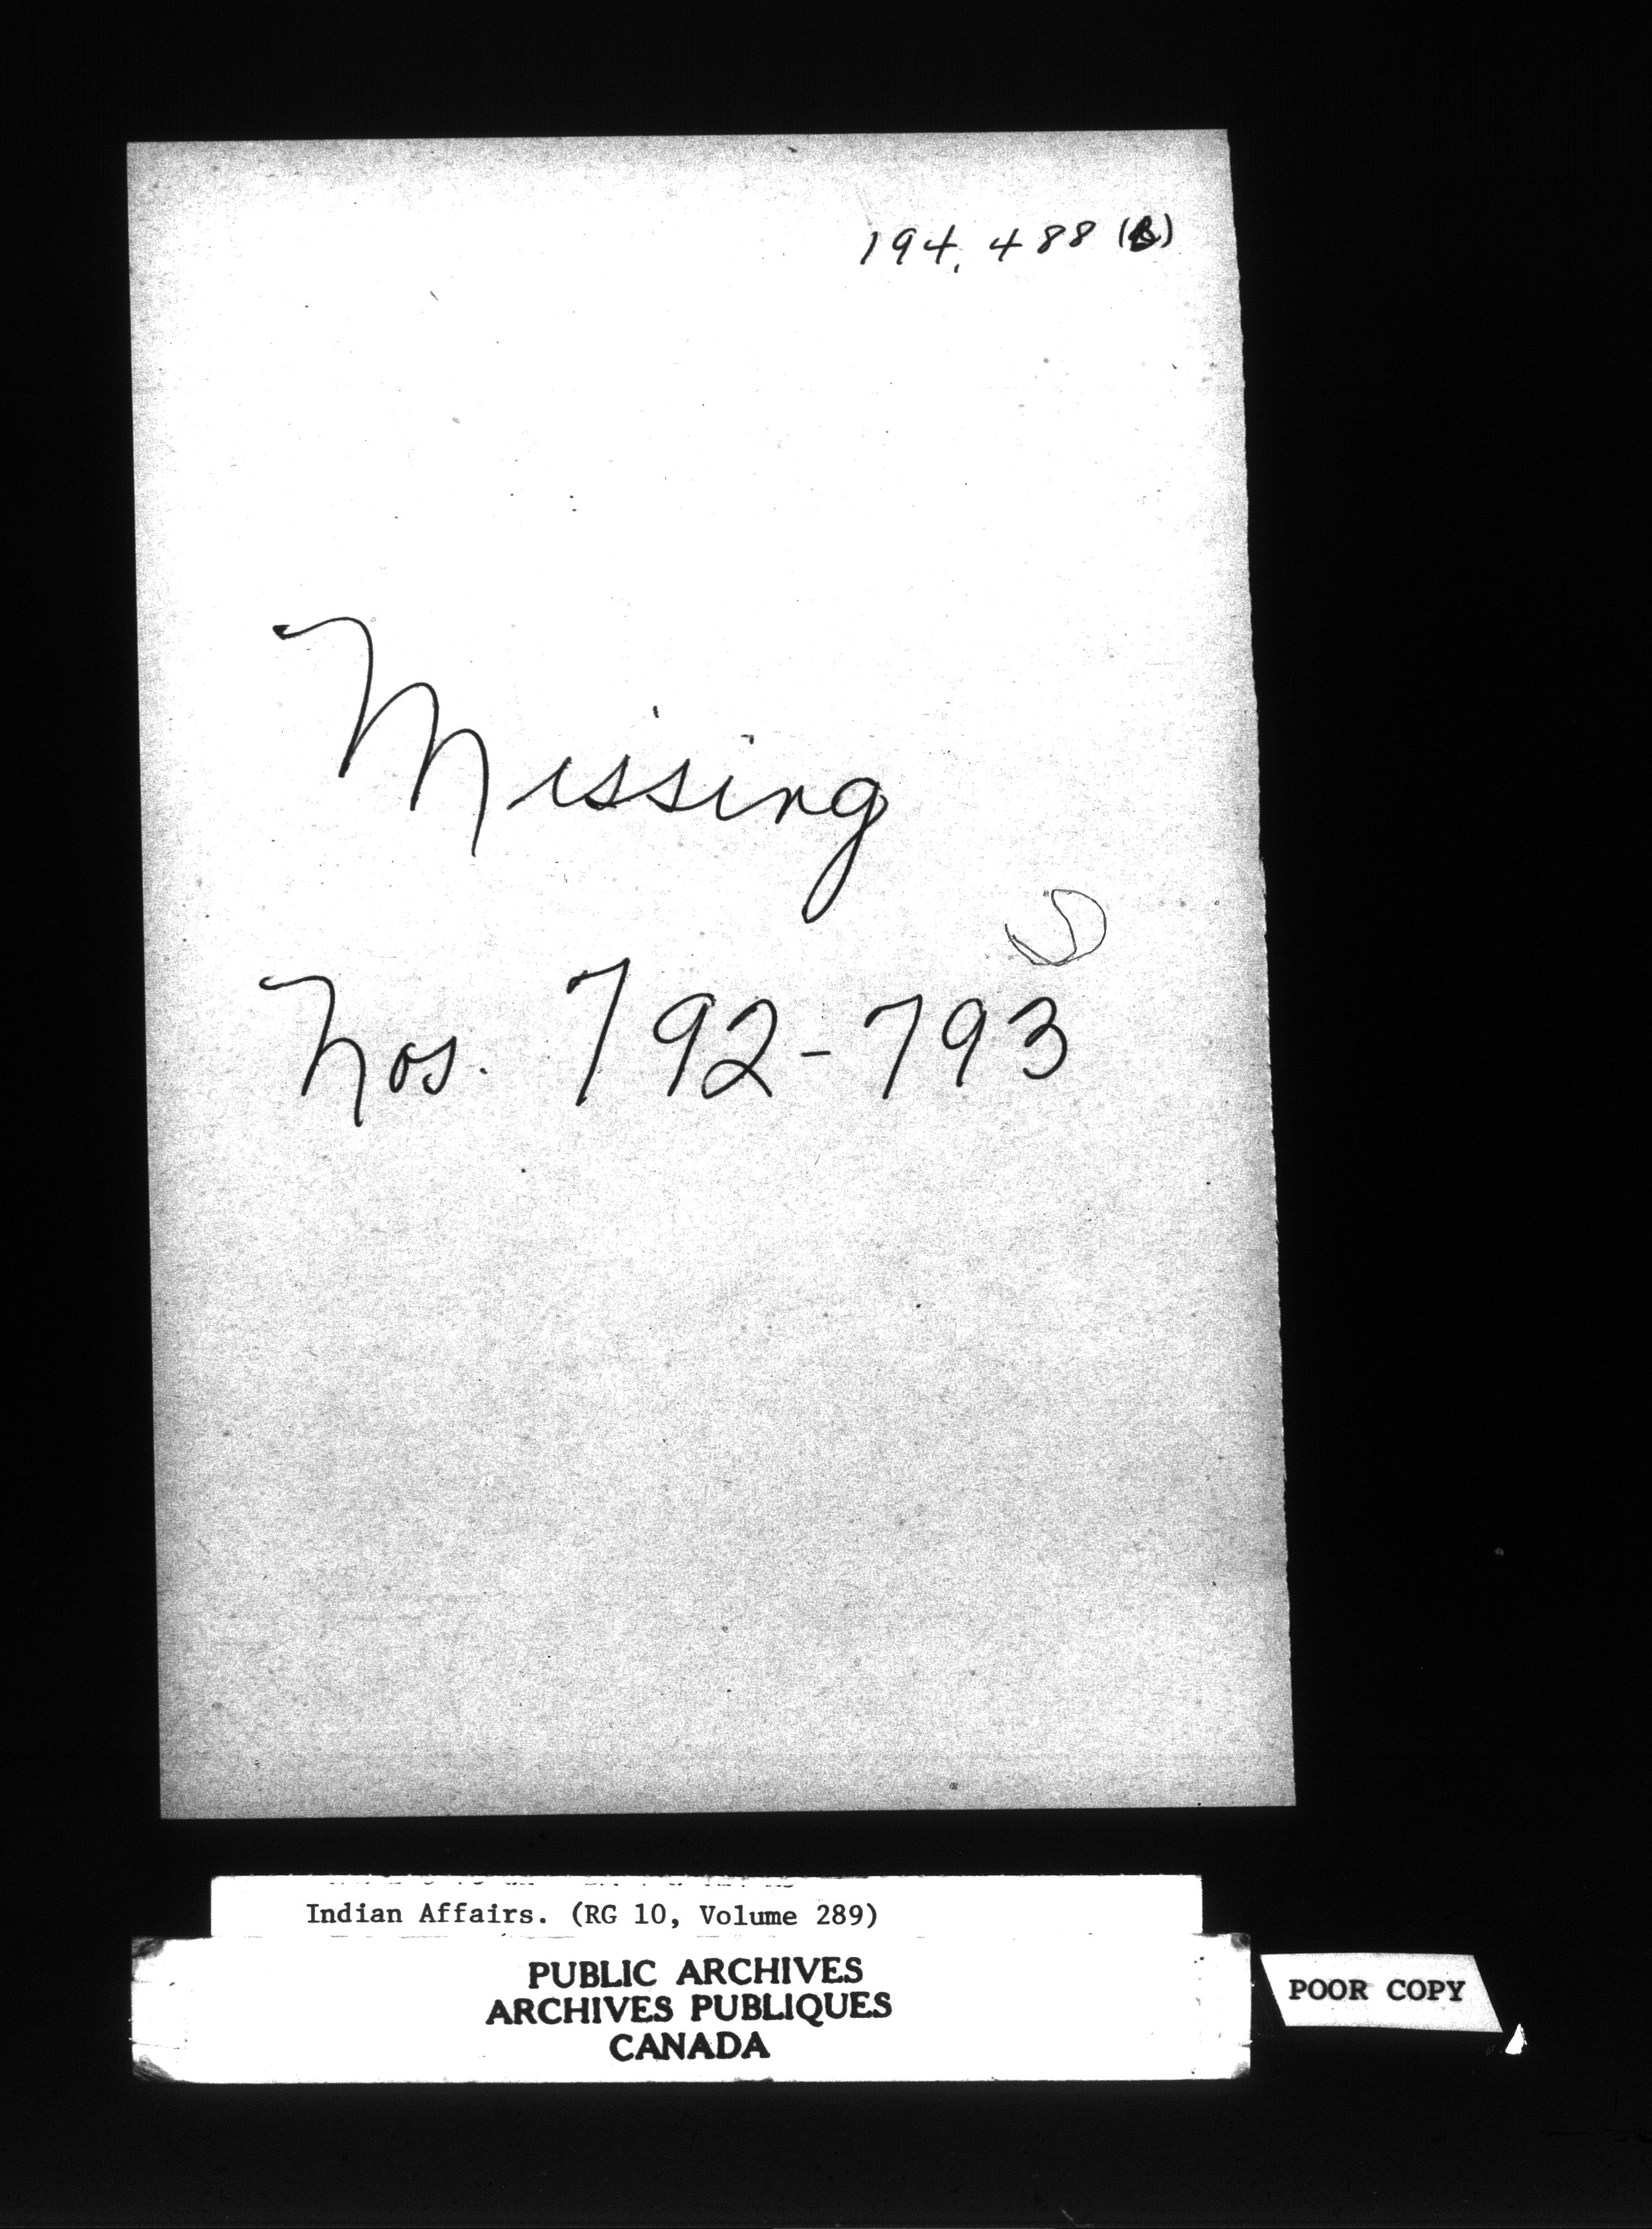 194,488
Missing
Nos. 792-793
Indian Affairs. (RG 10, Volume 289)
PUBLIC ARCHIVES
ARCHIVES PUBLIQUES
CANADA
POOR COPY